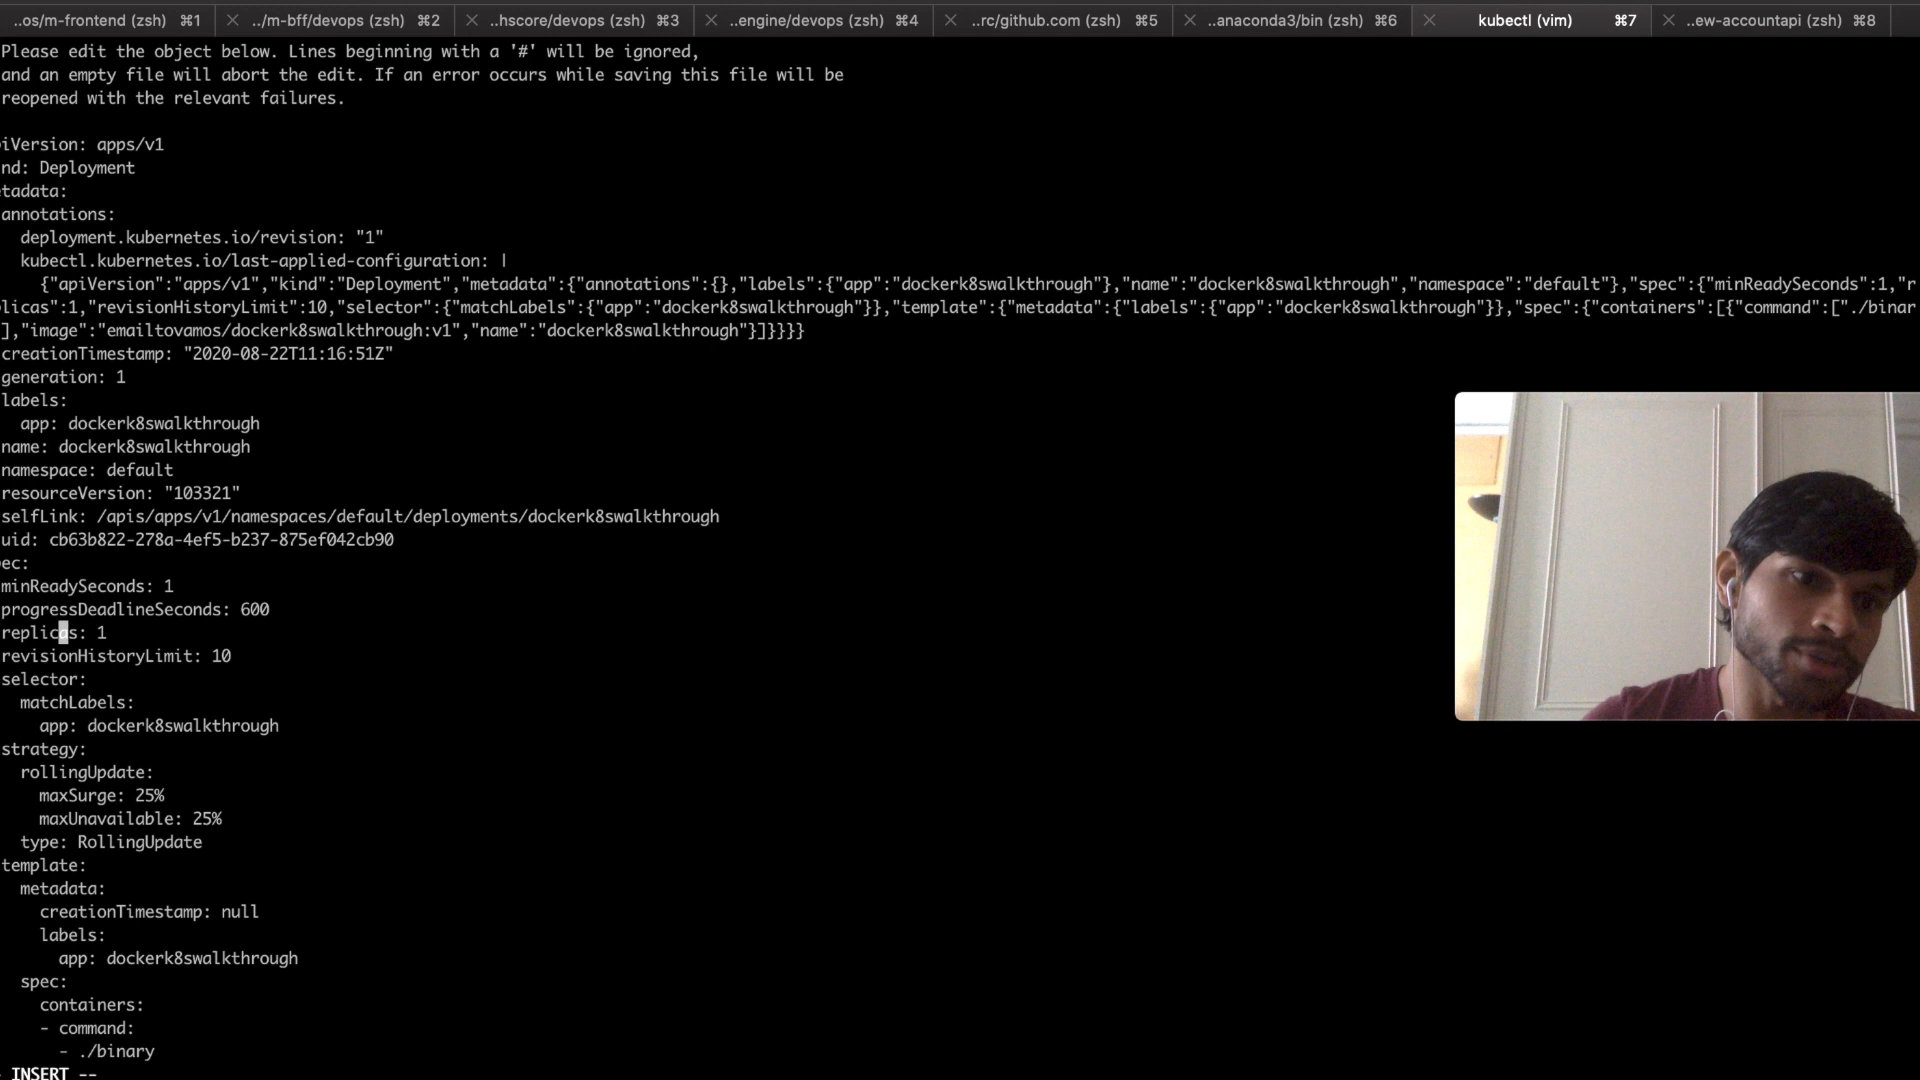 ..os/m-frontend (zsh) ⌘1 ../m-bff/devops (zsh) ⌘2 ..hscore/devops (zsh) ⌘3 ..engine/devops (zsh) ⌘4 ..rc/github.com (zsh) ⌘5 ..anaconda3/bin (zsh) ⌘6 kubectl (vim) ⌘7 ..ew-accountapi (zsh) ⌘8
Please edit the object below. Lines beginning with a '#' will be ignored,
and an empty file will abort the edit. If an error occurs while saving this file will be
reopened with the relevant failures.
iVersion: apps/v1
nd: Deployment
tadata:
annotations:
deployment.kubernetes.io/revision: "1"
kubectl.kubernetes.io/last-applied-configuration: |
{"apiVersion":"apps/v1","kind":"Deployment","metadata":{"annotations":{},"labels":{"app":"dockerk8swalkthrough"},"name":"dockerk8swalkthrough","namespace":"default"},"spec":{"minReadySeconds":1,"r
licas":1,"revisionHistoryLimit":10,"selector":{"matchLabels":{"app":"dockerk8swalkthrough"}},"template":{"metadata":{"labels":{"app":"dockerk8swalkthrough"}},"spec":{"containers":[{"command":["./binar
],"image":"emailtovamos/dockerk8swalkthrough:v1","name":"dockerk8swalkthrough"}]}}}}
creationTimestamp: "2020-08-22T11:16:51Z"
generation: 1
labels:
app: dockerk8swalkthrough
name: dockerk8swalkthrough
namespace: default
resourceVersion: "103321"
selfLink: /apis/apps/v1/namespaces/default/deployments/dockerk8swalkthrough
uid: cb63b822-278a-4ef5-b237-875ef042cb90
ec:
minReadySeconds: 1
progressDeadlineSeconds: 600
replicas: 1
revisionHistoryLimit: 10
selector:
matchLabels:
app: dockerk8swalkthrough
strategy:
rollingUpdate:
maxSurge: 25%
maxUnavailable: 25%
type: RollingUpdate
template:
metadata:
creationTimestamp: null
labels:
app: dockerk8swalkthrough
spec:
containers:
- command:
- ./binary
INSERT --